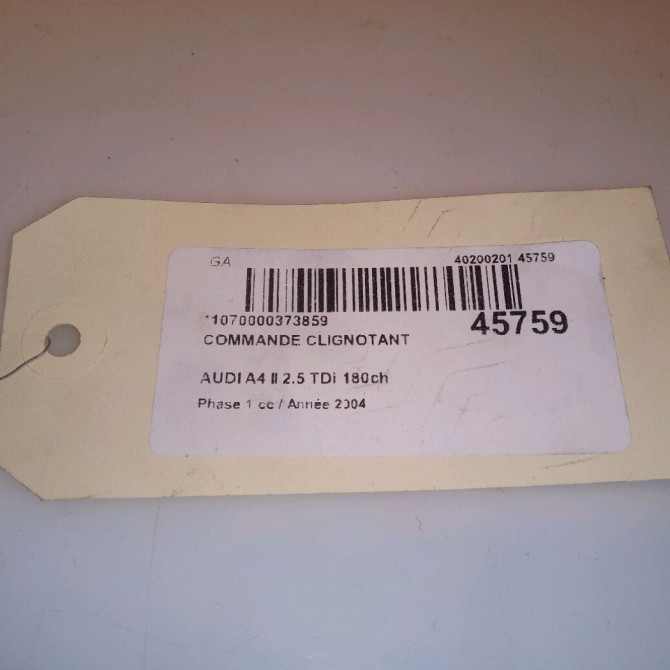 GA 40200201 45759
*1070000373859 45759
COMMANDE CLIGNOTANT
AUDI A4 II 2.5 TDi 180ch
Phase 1 cc / Année 2004